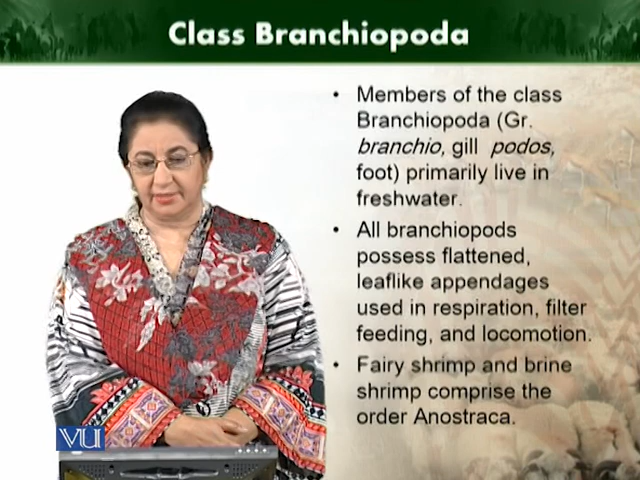 Class Branchiopoda
• Members of the class
Branchiopoda (Gr.
branchio, gill podos,
foot) primarily live in
freshwater.
• All branchiopods
possess flattened,
leaflike appendages
used in respiration, filter
feeding, and locomotion.
• Fairy shrimp and brine
shrimp comprise the
order Anostraca.
VU